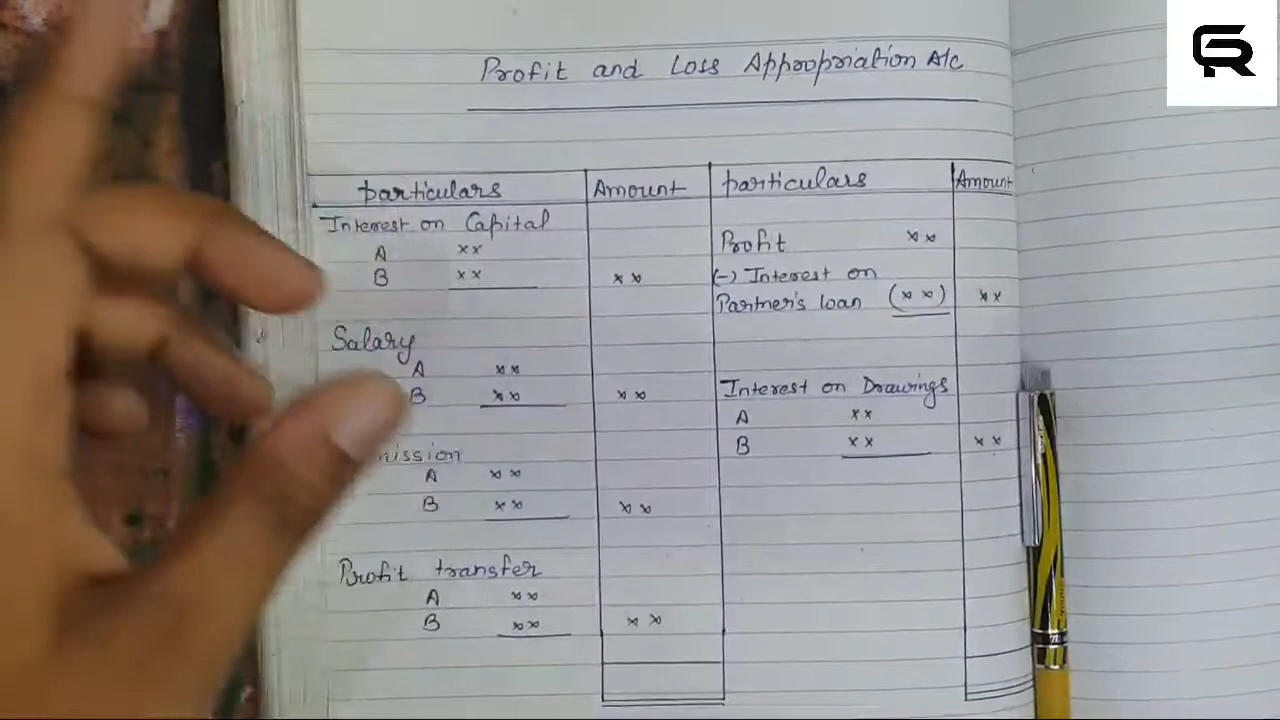 Profit and Loss Appropriation A/c
particulars Amount particulars Amount
Interest on Capital
A xx
B xx xx
Salary
A xx
B xx xx
mission
A xx
B xx xx
Profit transfer
A xx
B xx xx
Profit xx
(-) Interest on
Partner's loan (xx) xx
Interest on Drawings
A xx
B xx xx
GR